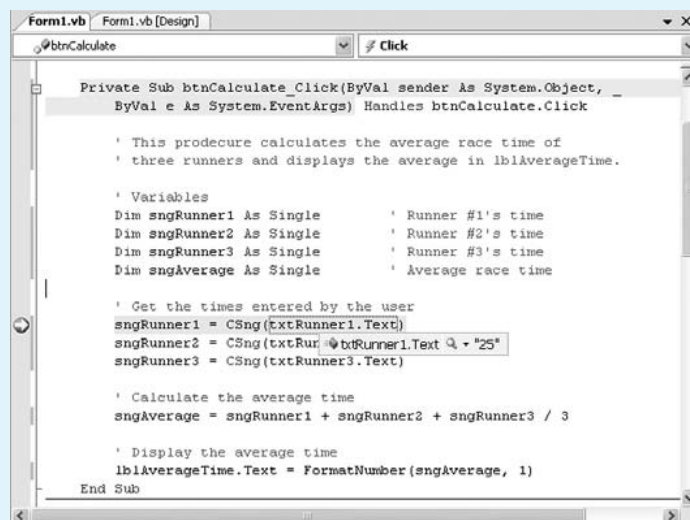 Form1.vb Form1.vb [Design]
btnCalculate Click
Private Sub btnCalculate_Click(ByVal sender As System.Object, _
ByVal e As System.EventArgs) Handles btnCalculate.Click
' This prodecure calculates the average race time of
' three runners and displays the average in lblAverageTime.
' Variables
Dim sngRunner1 As Single ' Runner #1's time
Dim sngRunner2 As Single ' Runner #2's time
Dim sngRunner3 As Single ' Runner #3's time
Dim sngAverage As Single ' Average race time
' Get the times entered by the user
sngRunner1 = CSng(txtRunner1.Text)
sngRunner2 = CSng(txtRun txtRunner1.Text "25"
sngRunner3 = CSng(txtRunner3.Text)
' Calculate the average time
sngAverage = sngRunner1 + sngRunner2 + sngRunner3 / 3
' Display the average time
lblAverageTime.Text = FormatNumber(sngAverage, 1)
End Sub